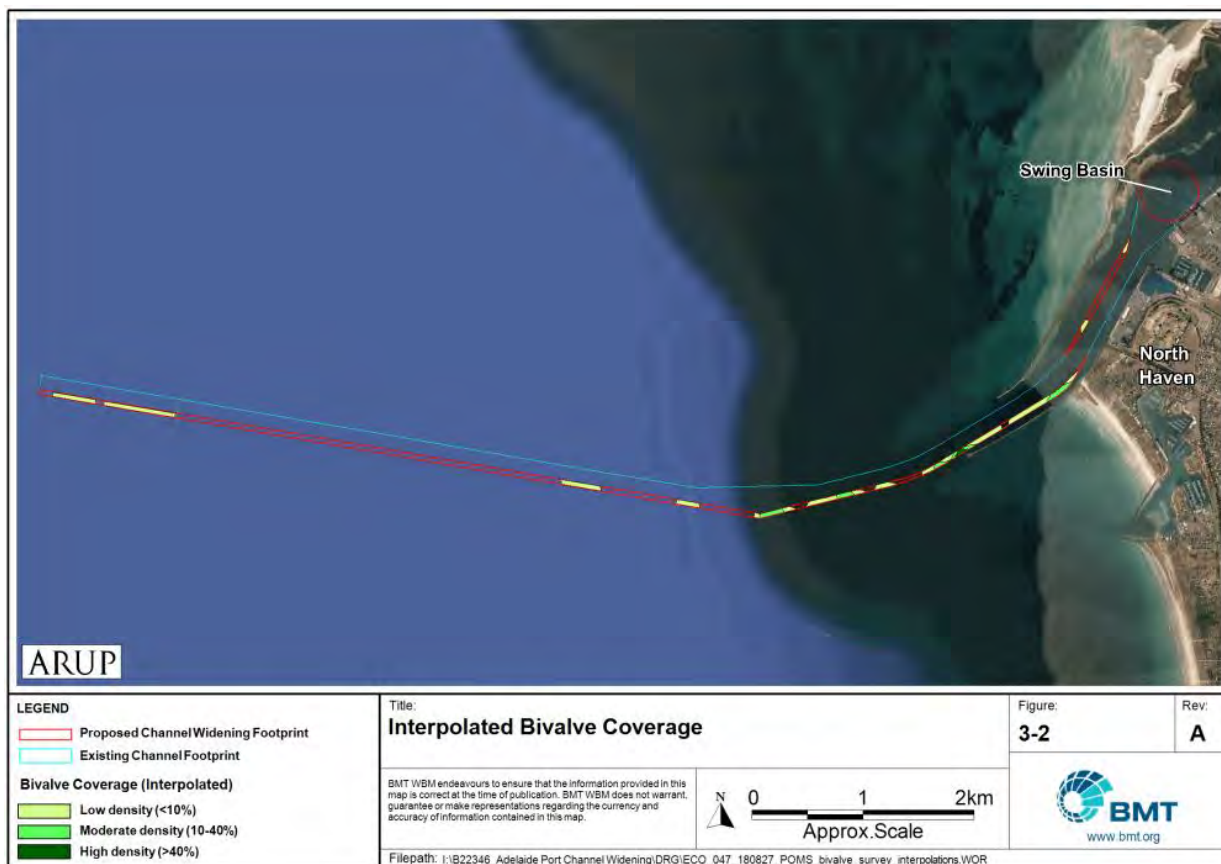 Swing Basin
North
Haven
ARUP
LEGEND
Proposed Channel Widening Footprint
Existing Channel Footprint
Bivalve Coverage (Interpolated)
Low density (<10%)
Moderate density (10-40%)
High density (>40%)
Title:
Interpolated Bivalve Coverage
BMT WBM endeavours to ensure that the information provided in this
map is correct at the time of publication. BMT WBM does not warrant,
guarantee or make representations regarding the currency and
accuracy of information contained in this map.
N
0 1 2km
Approx.Scale
Figure:
3-2
Rev:
A
BMT
www.bmt.org
Filepath: I:\B22346_Adelaide Port Channel Widening\DRG\ECO_047_180827_POMS_bivalve_survey_interpolations.WOR